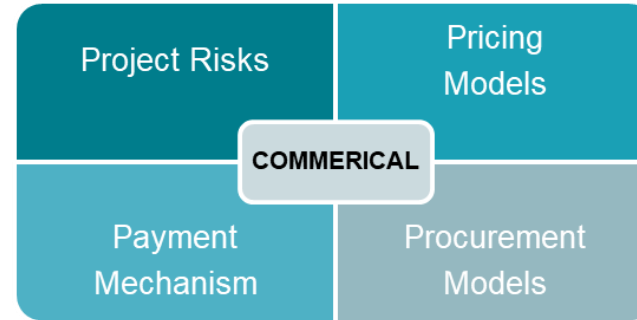 Project Risks
Pricing
Models
COMMERICAL
Payment
Mechanism
Procurement
Models